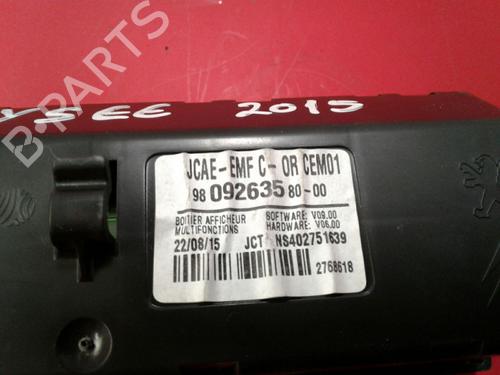 YSEE 2015
JCAE-EMF C-OR CEM01
98 092635 80-00
BOITIER AFFICHEUR SOFTWARE: V09.00
MULTIFONCTIONS HARDWARE: V06.00
22/08/15 JCT NS402751639
2768618
B-PARTS